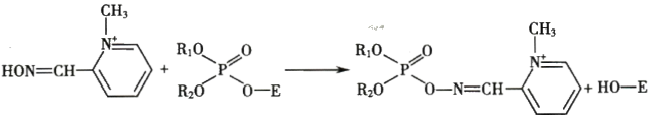 CH₃
N⁺
HON=CH
+
R₁O
O
P
R₂O
O—E
R₁O
O
P
R₂O
O—N=CH
CH₃
N⁺
+ HO—E